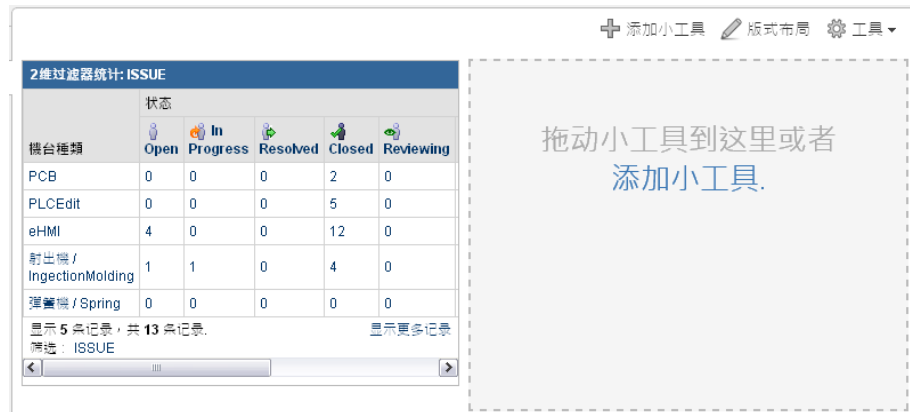 添加小工具 版式布局 工具
2维过滤器统计: ISSUE
状态
機台種類 Open In Progress Resolved Closed Reviewing
PCB 0 0 0 2 0
PLCEdit 0 0 0 5 0
eHMI 4 0 0 12 0
射出機 /
IngectionMolding 1 1 0 4 0
彈簧機 / Spring 0 0 0 0 0
显示 5 条记录，共 13 条记录.
显示更多记录
筛选： ISSUE
拖动小工具到这里或者
添加小工具.